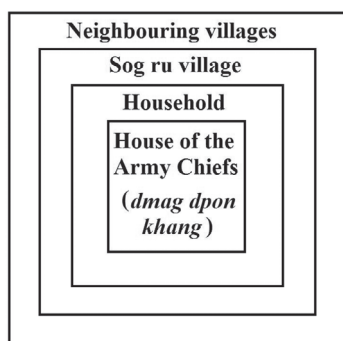 Neighbouring villages
Sog ru village
Household
House of the
Army Chiefs
(dmag dpon
khang)